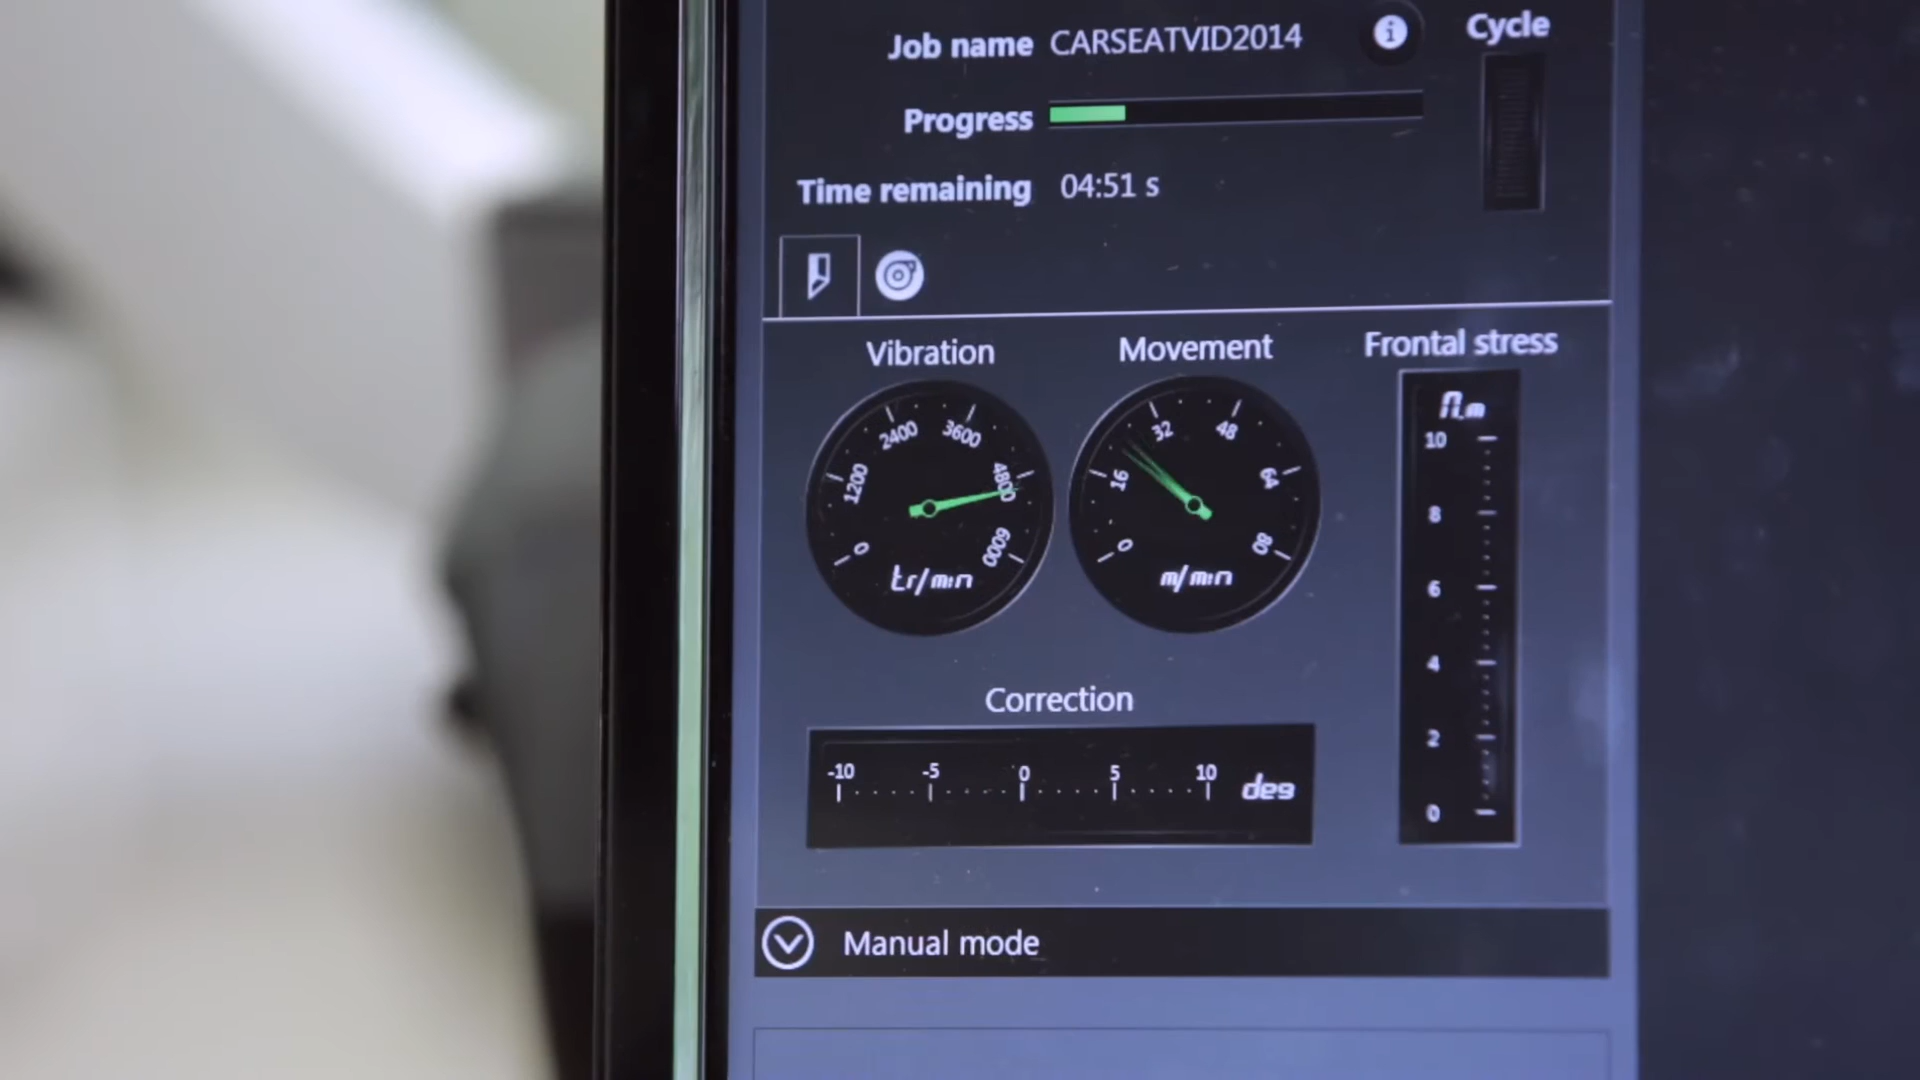 Job name CARSEATVID2014 i Cycle
Progress
Time remaining 04:51 s
Vibration
0 1200 2400 3600 4800 6000
tr/min
Movement
0 16 32 48 64 80
m/min
Frontal stress
N.m
10
8
6
4
2
0
Correction
-10 -5 0 5 10 deg
Manual mode